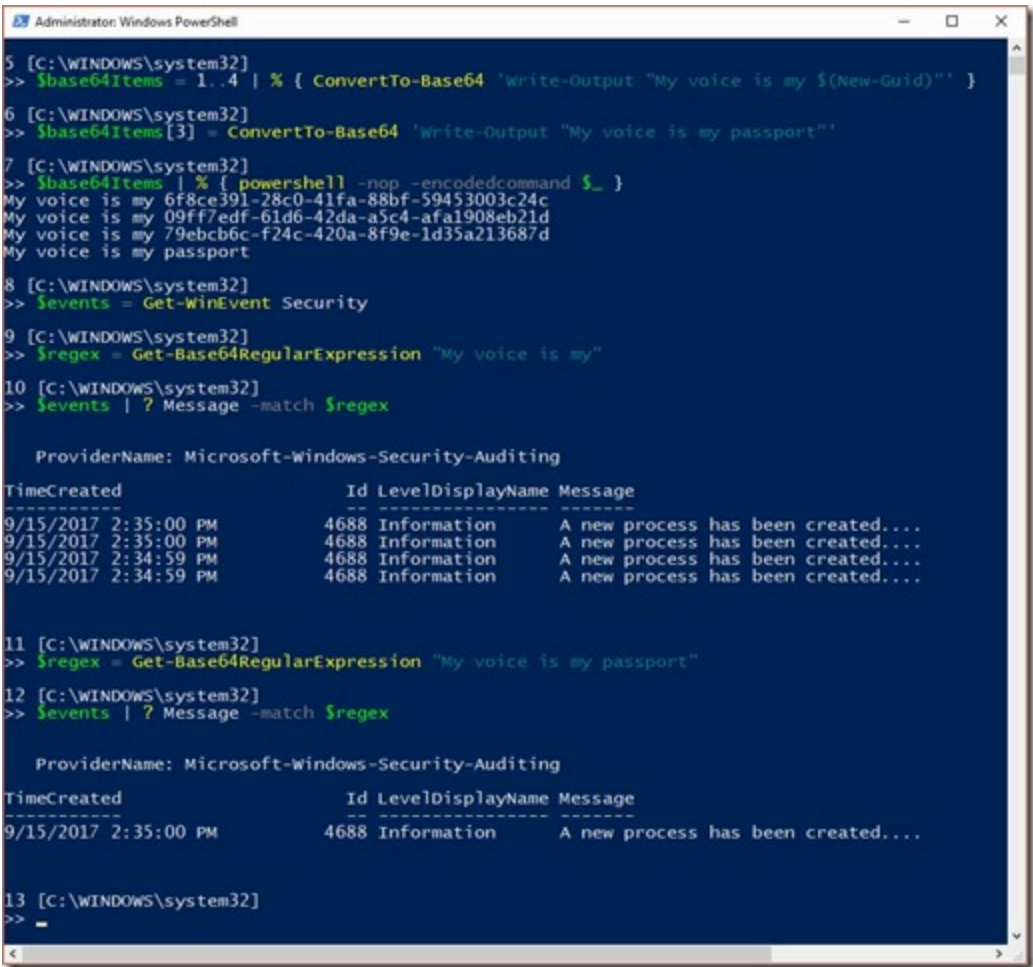 Administrator: Windows PowerShell
5 [C:\WINDOWS\system32]
>> $base64Items = 1..4 | % { ConvertTo-Base64 'Write-Output "My voice is my $(New-Guid)"' }
6 [C:\WINDOWS\system32]
>> $base64Items[3] = ConvertTo-Base64 'Write-Output "My voice is my passport"'
7 [C:\WINDOWS\system32]
>> $base64Items | % { powershell -nop -encodedcommand $_ }
My voice is my 6f8ce391-28c0-41fa-88bf-59453003c24c
My voice is my 09ff7edf-61d6-42da-a5c4-afa1908eb21d
My voice is my 79ebcb6c-f24c-420a-8f9e-1d35a213687d
My voice is my passport
8 [C:\WINDOWS\system32]
>> $events = Get-WinEvent Security
9 [C:\WINDOWS\system32]
>> $regex = Get-Base64RegularExpression "My voice is my"
10 [C:\WINDOWS\system32]
>> $events | ? Message -match $regex
ProviderName: Microsoft-Windows-Security-Auditing
TimeCreated Id LevelDisplayName Message
----------- -- ---------------- -------
9/15/2017 2:35:00 PM 4688 Information A new process has been created....
9/15/2017 2:35:00 PM 4688 Information A new process has been created....
9/15/2017 2:34:59 PM 4688 Information A new process has been created....
9/15/2017 2:34:59 PM 4688 Information A new process has been created....
11 [C:\WINDOWS\system32]
>> $regex = Get-Base64RegularExpression "My voice is my passport"
12 [C:\WINDOWS\system32]
>> $events | ? Message -match $regex
ProviderName: Microsoft-Windows-Security-Auditing
TimeCreated Id LevelDisplayName Message
----------- -- ---------------- -------
9/15/2017 2:35:00 PM 4688 Information A new process has been created....
13 [C:\WINDOWS\system32]
>>